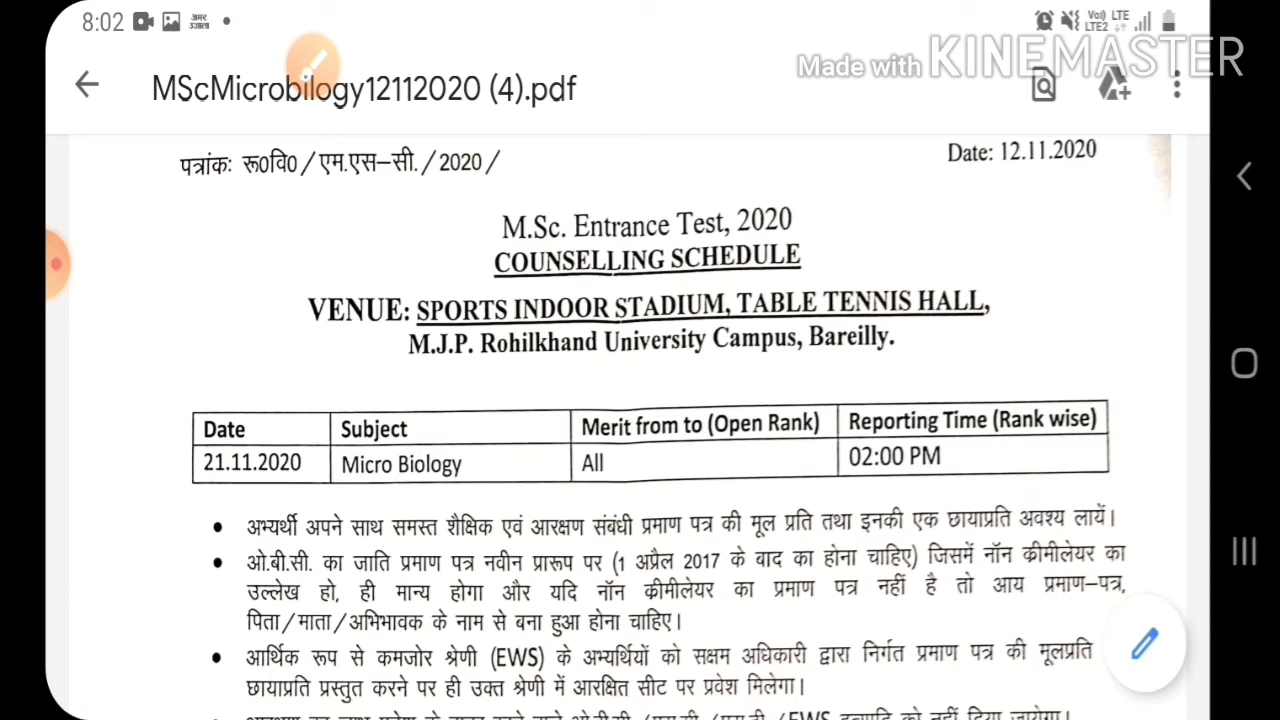 8:02 अमर उजाला
Vo) LTE
LTE2
Made with KINEMASTER
MScMicrobilogy12112020 (4).pdf
पत्रांकः रू0वि0/एम.एस-सी./2020/
Date: 12.11.2020
M.Sc. Entrance Test, 2020
COUNSELLING SCHEDULE
VENUE: SPORTS INDOOR STADIUM, TABLE TENNIS HALL,
M.J.P. Rohilkhand University Campus, Bareilly.
Date Subject Merit from to (Open Rank) Reporting Time (Rank wise)
21.11.2020 Micro Biology All 02:00 PM
• अभ्यर्थी अपने साथ समस्त शैक्षिक एवं आरक्षण संबंधी प्रमाण पत्र की मूल प्रति तथा इनकी एक छायाप्रति अवश्य लायें।
• ओ.बी.सी. का जाति प्रमाण पत्र नवीन प्रारूप पर (1 अप्रैल 2017 के बाद का होना चाहिए) जिसमें नॉन क्रीमीलेयर का
उल्लेख हो, ही मान्य होगा और यदि नॉन क्रीमीलेयर का प्रमाण पत्र नहीं है तो आय प्रमाण-पत्र,
पिता/माता/अभिभावक के नाम से बना हुआ होना चाहिए।
• आर्थिक रूप से कमजोर श्रेणी (EWS) के अभ्यर्थियों को सक्षम अधिकारी द्वारा निर्गत प्रमाण पत्र की मूलप्रति
छायाप्रति प्रस्तुत करने पर ही उक्त श्रेणी में आरक्षित सीट पर प्रवेश मिलेगा।